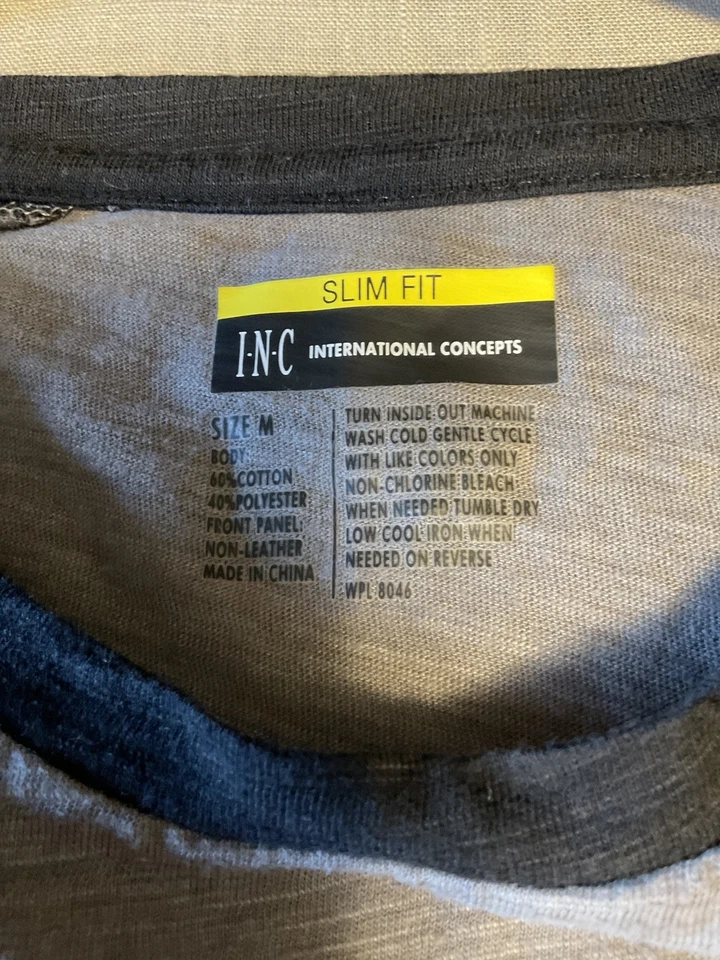 SLIM FIT
I·N·C INTERNATIONAL CONCEPTS
SIZE M
BODY
60%COTTON
40%POLYESTER
FRONT PANEL:
NON-LEATHER
MADE IN CHINA
TURN INSIDE OUT MACHINE
WASH COLD GENTLE CYCLE
WITH LIKE COLORS ONLY
NON-CHLORINE BLEACH
WHEN NEEDED TUMBLE DRY
LOW COOL IRON WHEN
NEEDED ON REVERSE
WPL 8046